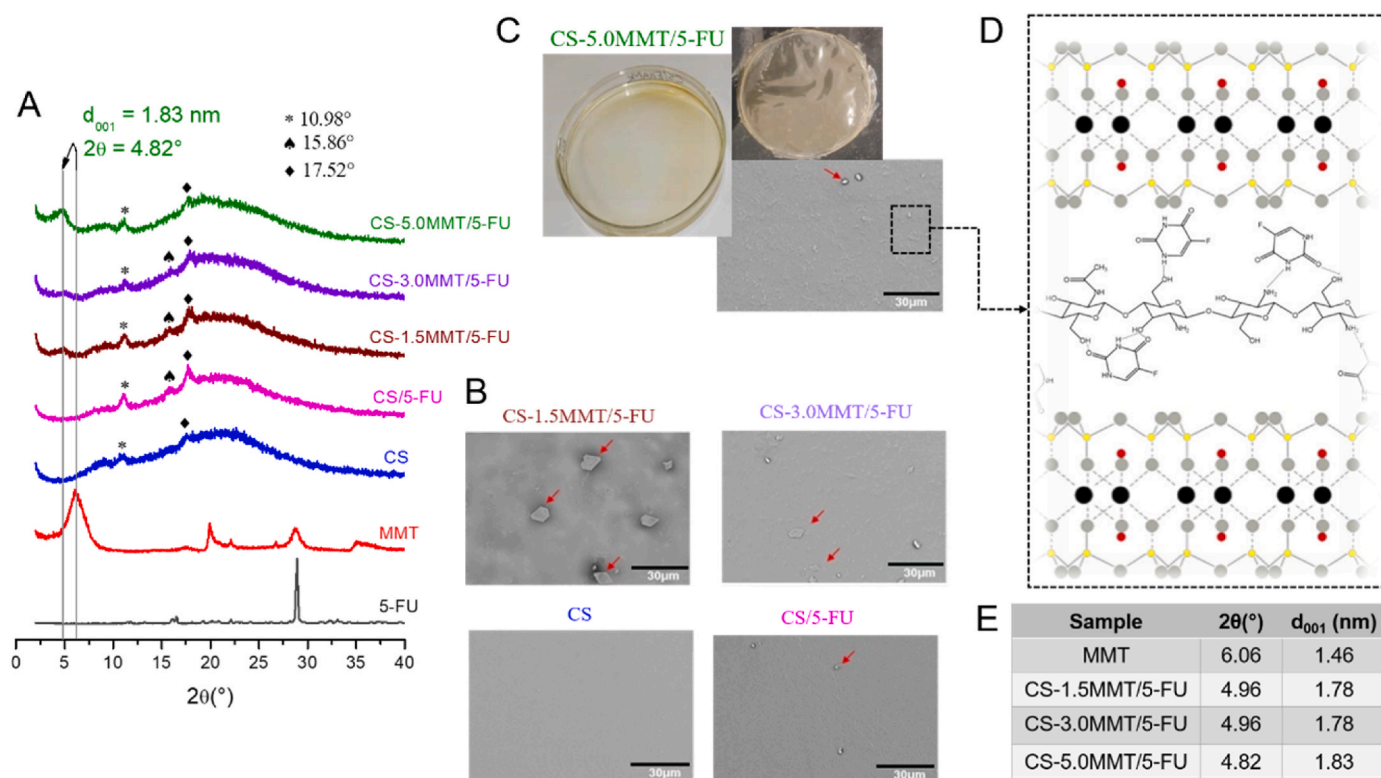 A
d001 = 1.83 nm
2θ = 4.82°
* 10.98°
♠ 15.86°
♦ 17.52°
CS-5.0MMT/5-FU
CS-3.0MMT/5-FU
CS-1.5MMT/5-FU
CS/5-FU
CS
MMT
5-FU
0 5 10 15 20 25 30 35 40
2θ(°)
B
CS-1.5MMT/5-FU
CS-3.0MMT/5-FU
30μm
30μm
CS
CS/5-FU
30μm
30μm
C
CS-5.0MMT/5-FU
30μm
D
E
Sample 2θ(°) d001 (nm)
MMT 6.06 1.46
CS-1.5MMT/5-FU 4.96 1.78
CS-3.0MMT/5-FU 4.96 1.78
CS-5.0MMT/5-FU 4.82 1.83